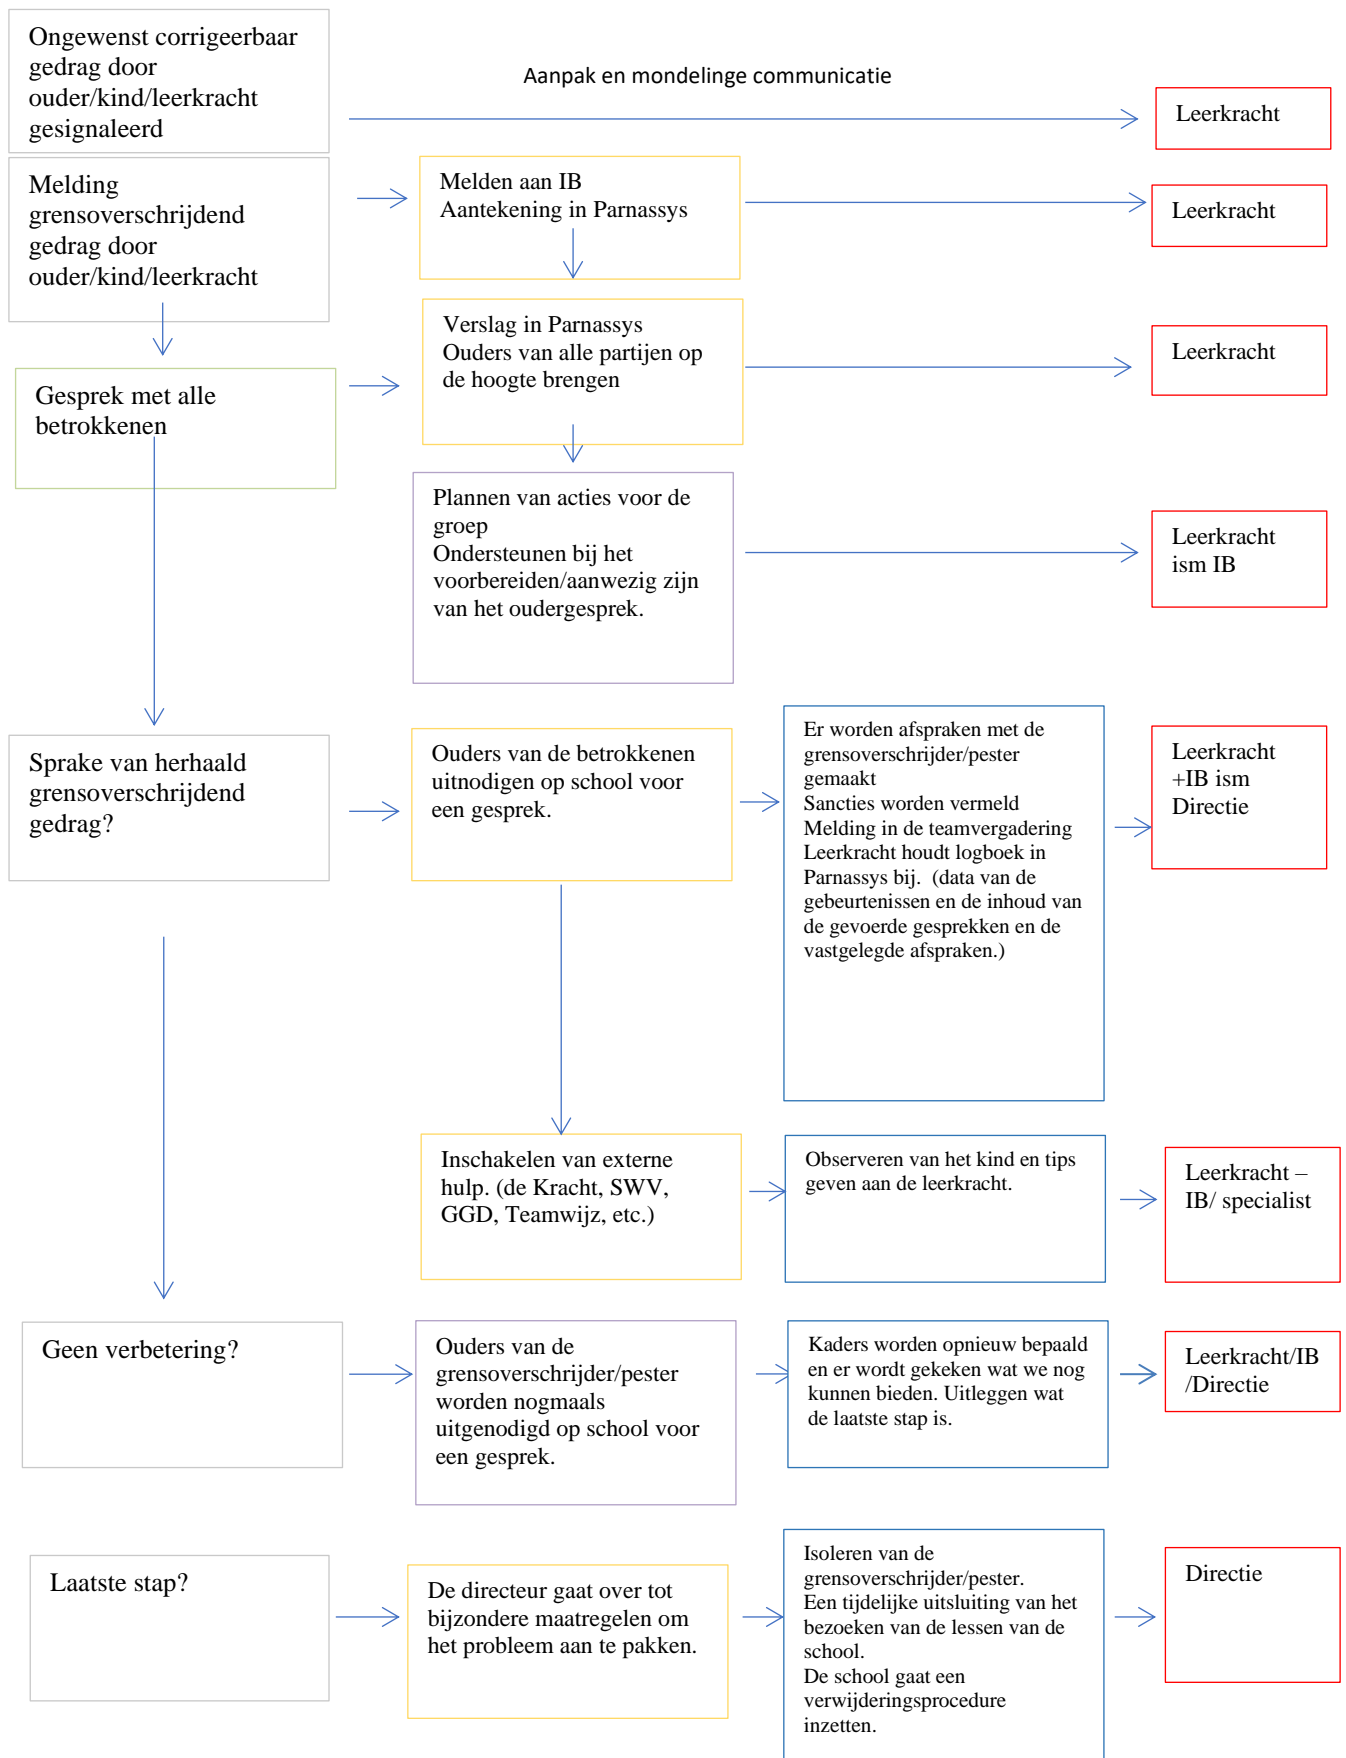 Ongewenst corrigeerbaar
gedrag door
ouder/kind/leerkracht
gesignaleerd
Aanpak en mondelinge communicatie
Leerkracht
Melding
grensoverschrijdend
gedrag door
ouder/kind/leerkracht
Melden aan IB
Aantekening in Parnassys
Leerkracht
Gesprek met alle
betrokkenen
Verslag in Parnassys
Ouders van alle partijen op
de hoogte brengen
Leerkracht
Plannen van acties voor de
groep
Ondersteunen bij het
voorbereiden/aanwezig zijn
van het oudergesprek.
Leerkracht
ism IB
Sprake van herhaald
grensoverschrijdend
gedrag?
Ouders van de betrokkenen
uitnodigen op school voor
een gesprek.
Er worden afspraken met de
grensoverschrijder/pester
gemaakt
Sancties worden vermeld
Melding in de teamvergadering
Leerkracht houdt logboek in
Parnassys bij.  (data van de
gebeurtenissen en de inhoud van
de gevoerde gesprekken en de
vastgelegde afspraken.)
Leerkracht
+IB ism
Directie
Inschakelen van externe
hulp. (de Kracht, SWV,
GGD, Teamwijz, etc.)
Observeren van het kind en tips
geven aan de leerkracht.
Leerkracht –
IB/ specialist
Geen verbetering?
Ouders van de
grensoverschrijder/pester
worden nogmaals
uitgenodigd op school voor
een gesprek.
Kaders worden opnieuw bepaald
en er wordt gekeken wat we nog
kunnen bieden. Uitleggen wat
de laatste stap is.
Leerkracht/IB
/Directie
Laatste stap?
De directeur gaat over tot
bijzondere maatregelen om
het probleem aan te pakken.
Isoleren van de
grensoverschrijder/pester.
Een tijdelijke uitsluiting van het
bezoeken van de lessen van de
school.
De school gaat een
verwijderingsprocedure
inzetten.
Directie